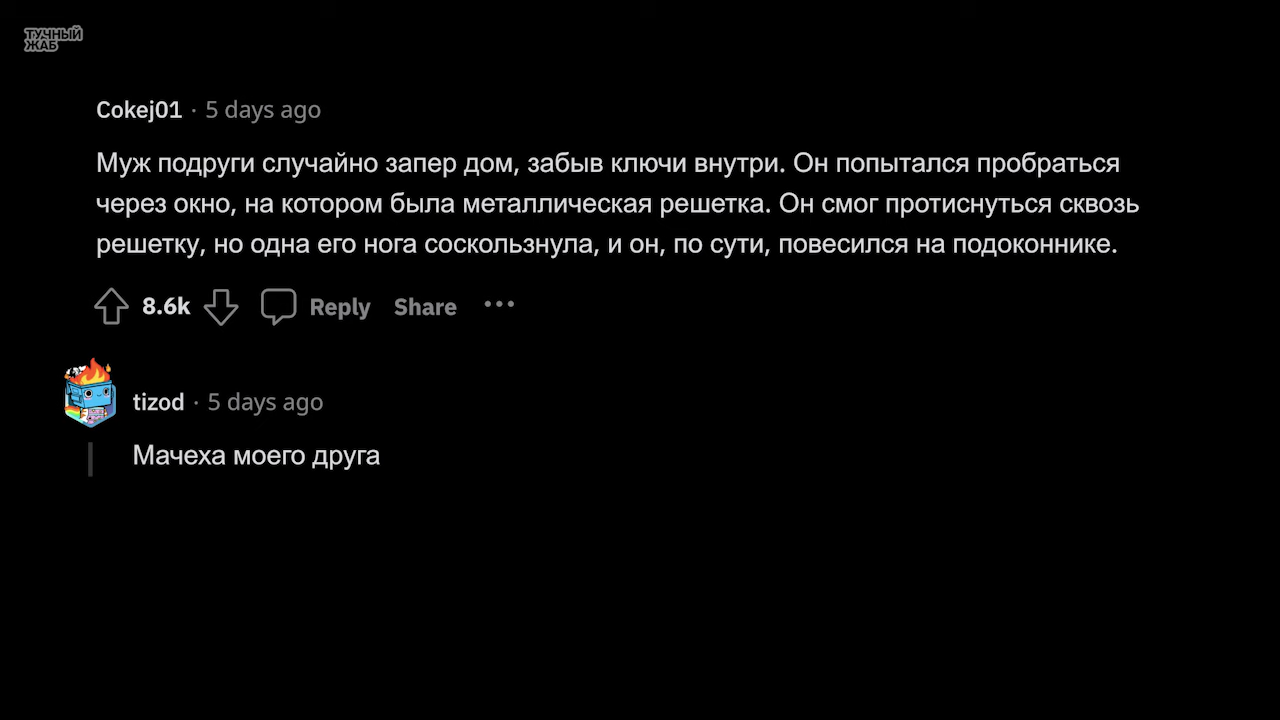 ТУЧНЫЙ
ЖАБ
Cokej01 · 5 days ago
Муж подруги случайно запер дом, забыв ключи внутри. Он попытался пробраться
через окно, на котором была металлическая решетка. Он смог протиснуться сквозь
решетку, но одна его нога соскользнула, и он, по сути, повесился на подоконнике.
8.6k Reply Share ···
tizod · 5 days ago
Мачеха моего друга